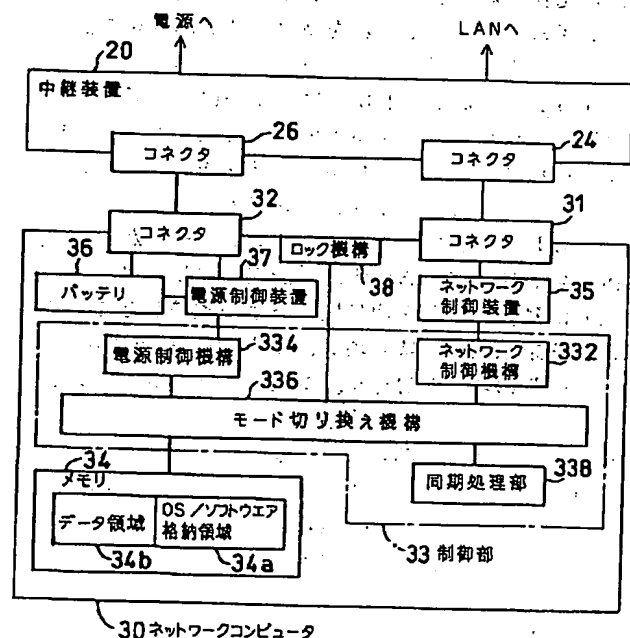 電源へ
LANへ
20
中継装置
26
24
コネクタ
コネクタ
32
31
コネクタ
コネクタ
ロック機構
38
36
バッテリ
37
電源制御装置
ネットワーク
制御装置
35
電源制御機構
334
ネットワーク
制御機構
332
336
モード切り換え機構
34
メモリ
データ領域
OS/ソフトウエア
格納領域
34b
34a
同期処理部
338
33 制御部
30 ネットワークコンピュータ